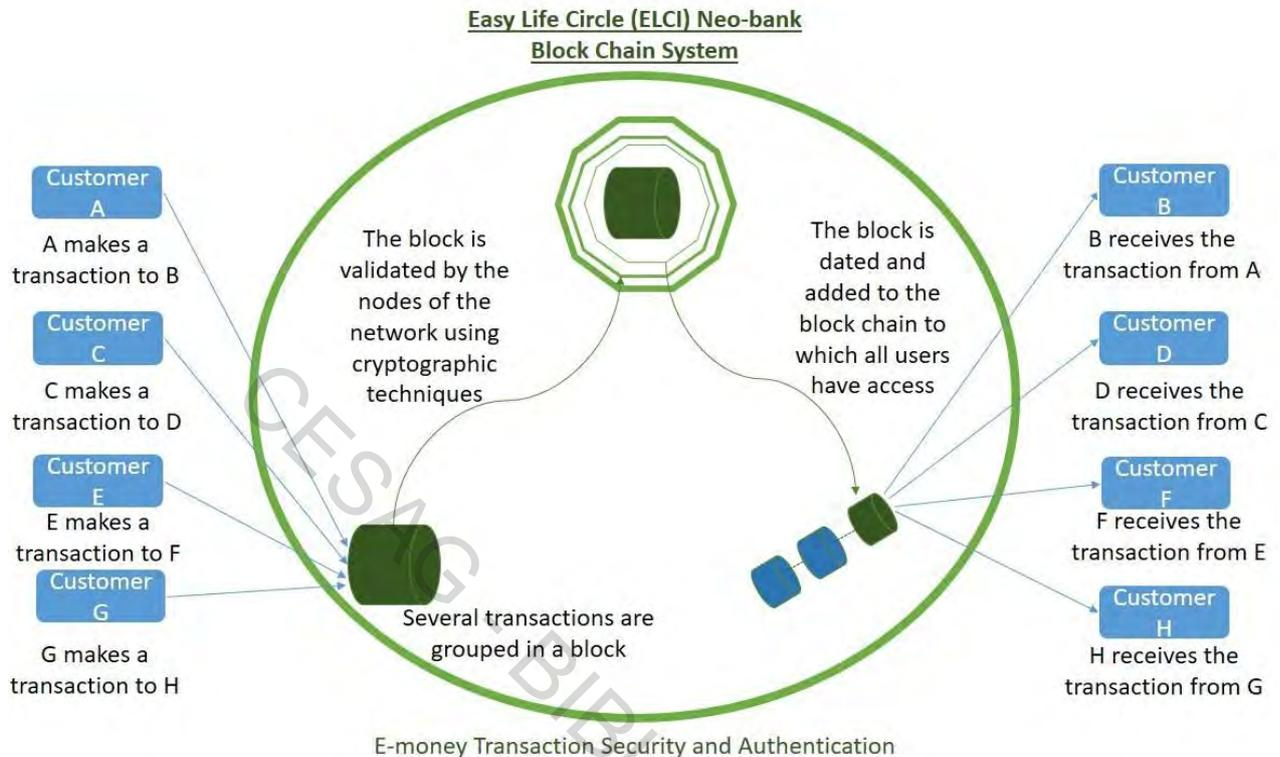 Easy Life Circle (ELCI) Neo-bank
Block Chain System
Customer
A
A makes a
transaction to B
Customer
C
C makes a
transaction to D
Customer
E
E makes a
transaction to F
Customer
G
G makes a
transaction to H
The block is
validated by the
nodes of the
network using
cryptographic
techniques
Several transactions are
grouped in a block
The block is
dated and
added to the
block chain to
which all users
have access
Customer
B
B receives the
transaction from A
Customer
D
D receives the
transaction from C
Customer
F
F receives the
transaction from E
Customer
H
H receives the
transaction from G
E-money Transaction Security and Authentication
CESAG - BIBI